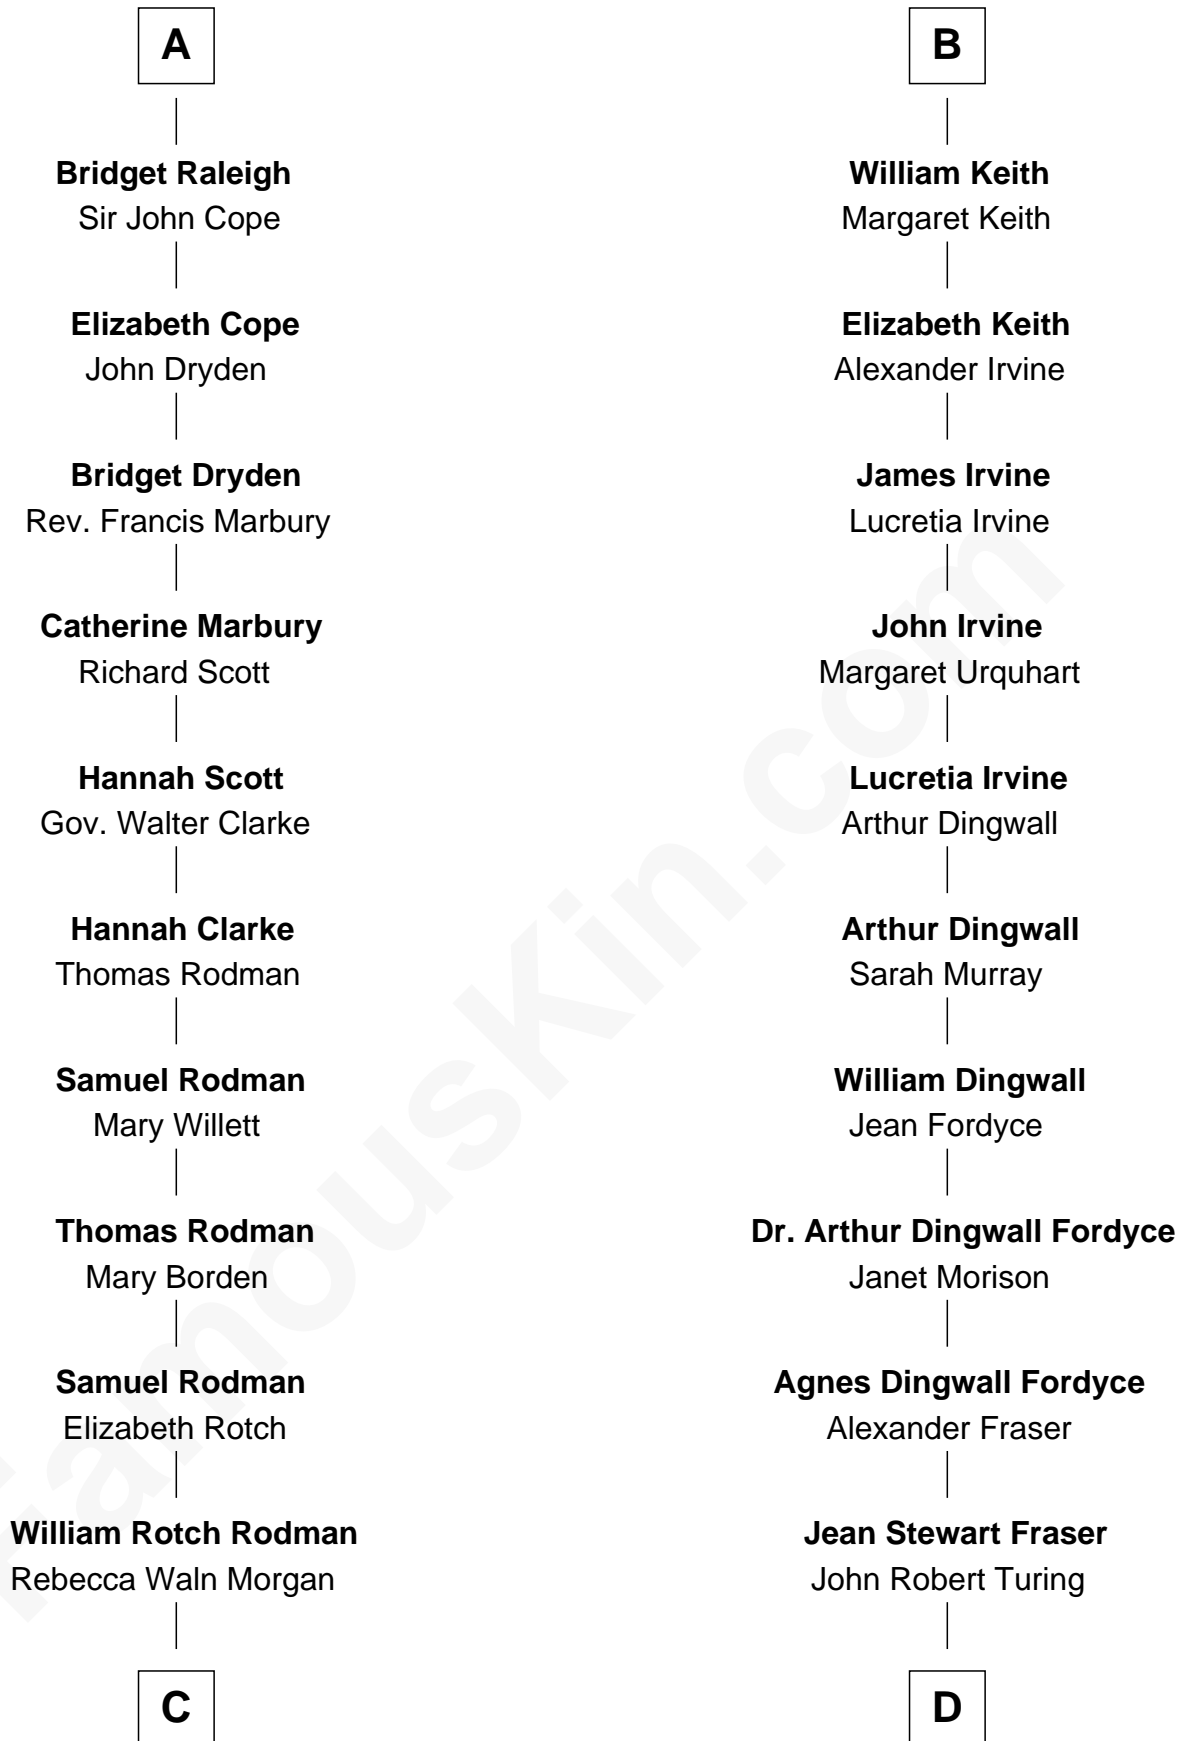 A
Bridget Raleigh
Sir John Cope
Elizabeth Cope
John Dryden
Bridget Dryden
Rev. Francis Marbury
Catherine Marbury
Richard Scott
Hannah Scott
Gov. Walter Clarke
Hannah Clarke
Thomas Rodman
Samuel Rodman
Mary Willett
Thomas Rodman
Mary Borden
Samuel Rodman
Elizabeth Rotch
William Rotch Rodman
Rebecca Waln Morgan
C
B
William Keith
Margaret Keith
Elizabeth Keith
Alexander Irvine
James Irvine
Lucretia Irvine
John Irvine
Margaret Urquhart
Lucretia Irvine
Arthur Dingwall
Arthur Dingwall
Sarah Murray
William Dingwall
Jean Fordyce
Dr. Arthur Dingwall Fordyce
Janet Morison
Agnes Dingwall Fordyce
Alexander Fraser
Jean Stewart Fraser
John Robert Turing
D
FamousKin.com